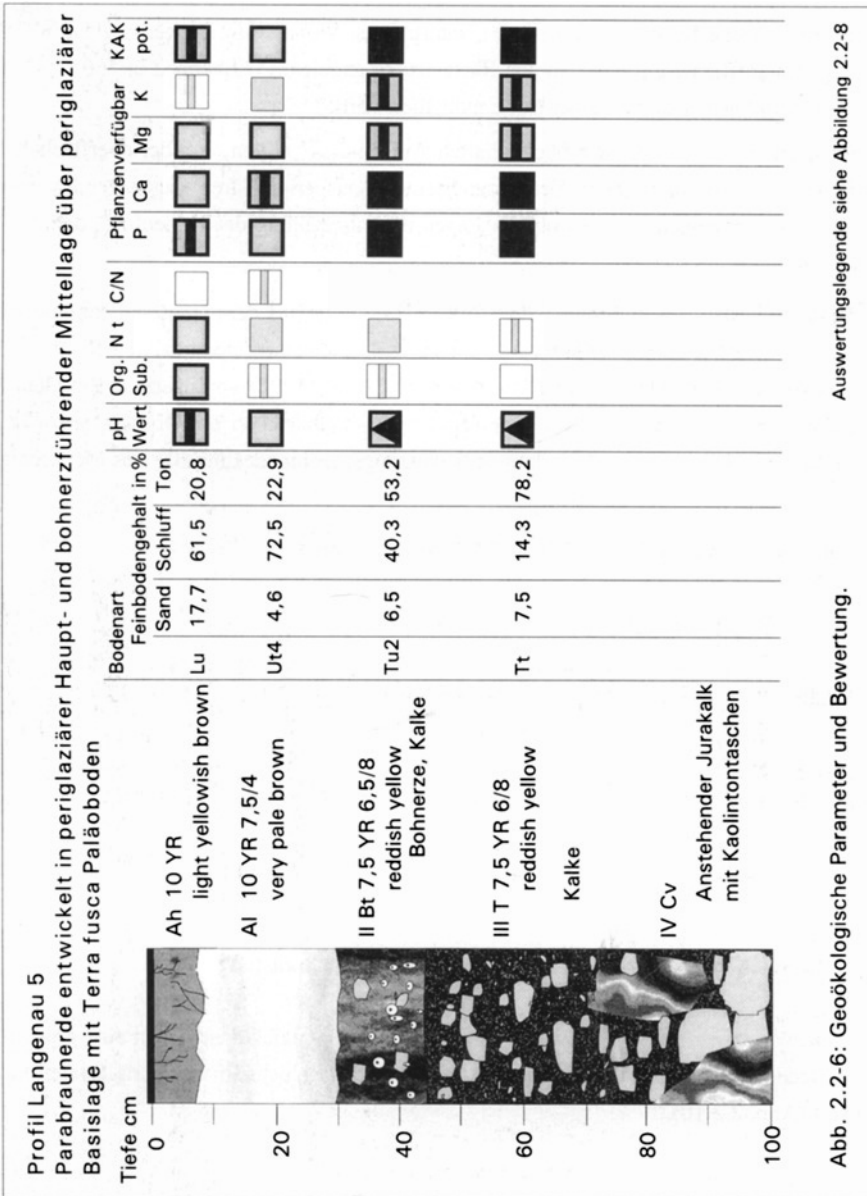 Profil Langenau 5
Parabraunerde entwickelt in periglaziärer Haupt- und bohnerzführender Mittellage über periglaziärer
Basislage mit Terra fusca Paläoboden
Tiefe cm
0
20
40
60
80
100
Ah 10 YR
light yellowish brown
Al 10 YR 7,5/4
very pale brown
II Bt 7,5 YR 6,5/8
reddish yellow
Bohnerze, Kalke
III T 7,5 YR 6/8
reddish yellow
Kalke
IV Cv
Anstehender Jurakalk
mit Kaolintontaschen
Bodenart Feinbodengehalt in % pH Org. N t C/N Pflanzenverfügbar KAK
Sand Schluff Ton Wert Sub. P Ca Mg K pot.
Lu 17,7 61,5 20,8
Ut4 4,6 72,5 22,9
Tu2 6,5 40,3 53,2
Tt 7,5 14,3 78,2
Auswertungslegende siehe Abbildung 2.2-8
Abb. 2.2-6: Geoökologische Parameter und Bewertung.